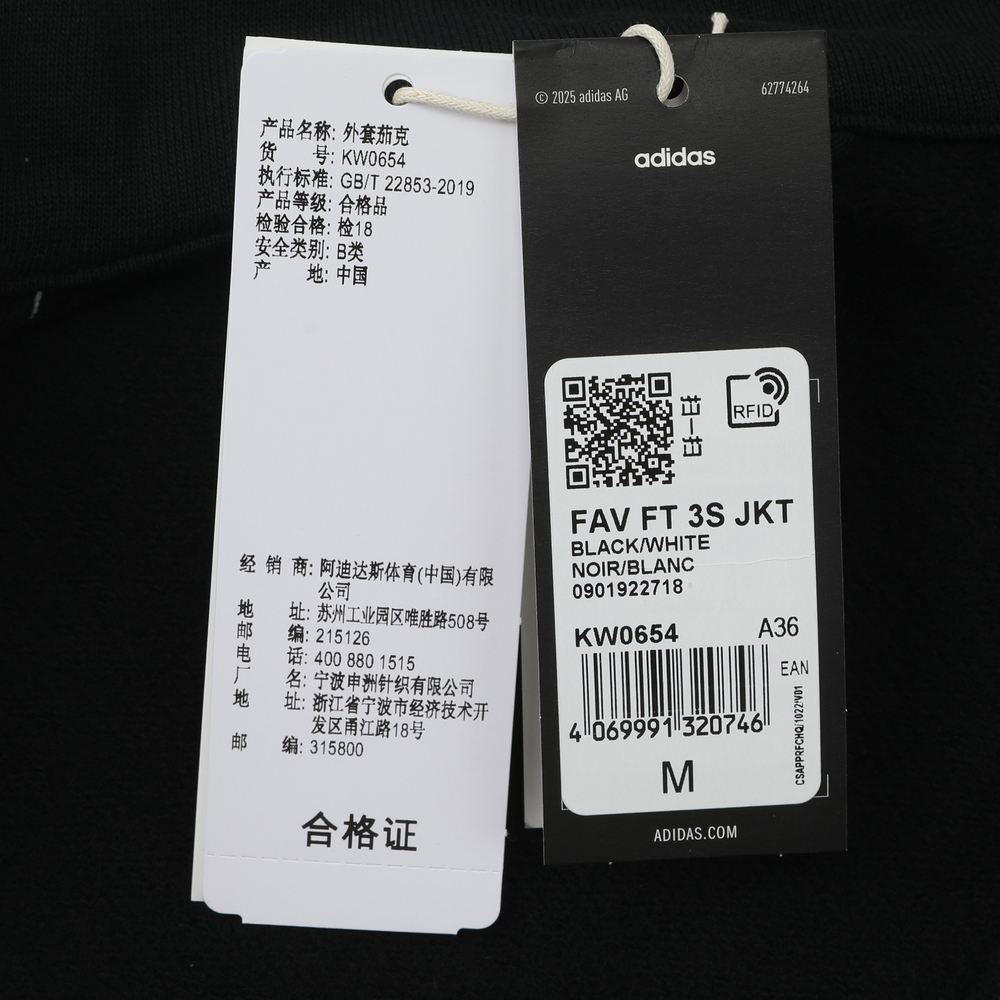 产品名称: 外套茄克
货 号: KW0654
执行标准: GB/T 22853-2019
产品等级: 合格品
检验合格: 检18
安全类别: B类
产 地: 中国
经 销 商: 阿迪达斯体育(中国)有限
公司
地 址: 苏州工业园区唯胜路508号
邮 编: 215126
电 话: 400 880 1515
厂 名: 宁波申洲针织有限公司
地 址: 浙江省宁波市经济技术开
发区甬江路18号
邮 编: 315800
合格证
© 2025 adidas AG
62774264
adidas
RFID
FAV FT 3S JKT
BLACK/WHITE
NOIR/BLANC
0901922718
KW0654
A36
EAN
4 069991 320746
CSAPPRFCHQ/1022/V01
M
ADIDAS.COM